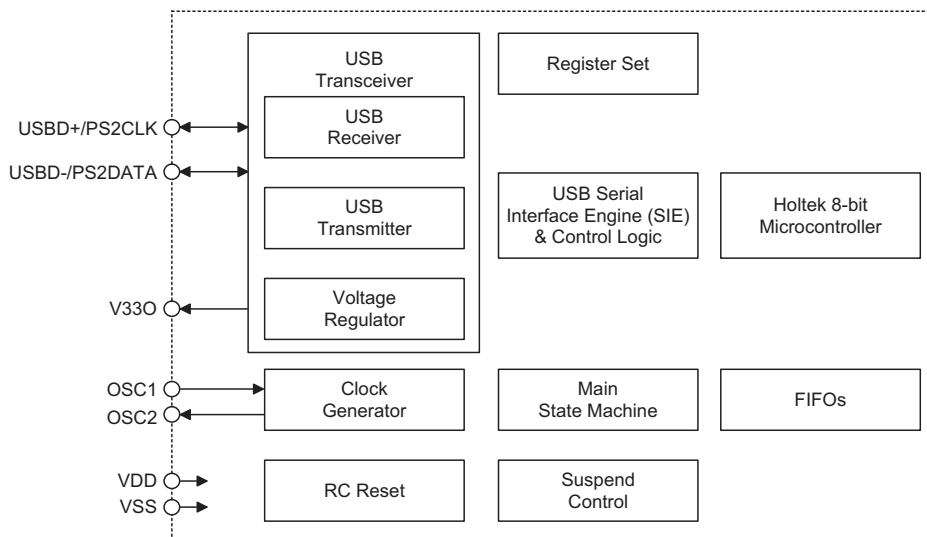 USB
Transceiver
Register Set
USBD+/PS2CLK
USB
Receiver
USBD-/PS2DATA
USB
Transmitter
USB Serial
Interface Engine (SIE)
& Control Logic
Holtek 8-bit
Microcontroller
V33O
Voltage
Regulator
OSC1
OSC2
Clock
Generator
Main
State Machine
FIFOs
VDD
VSS
RC Reset
Suspend
Control